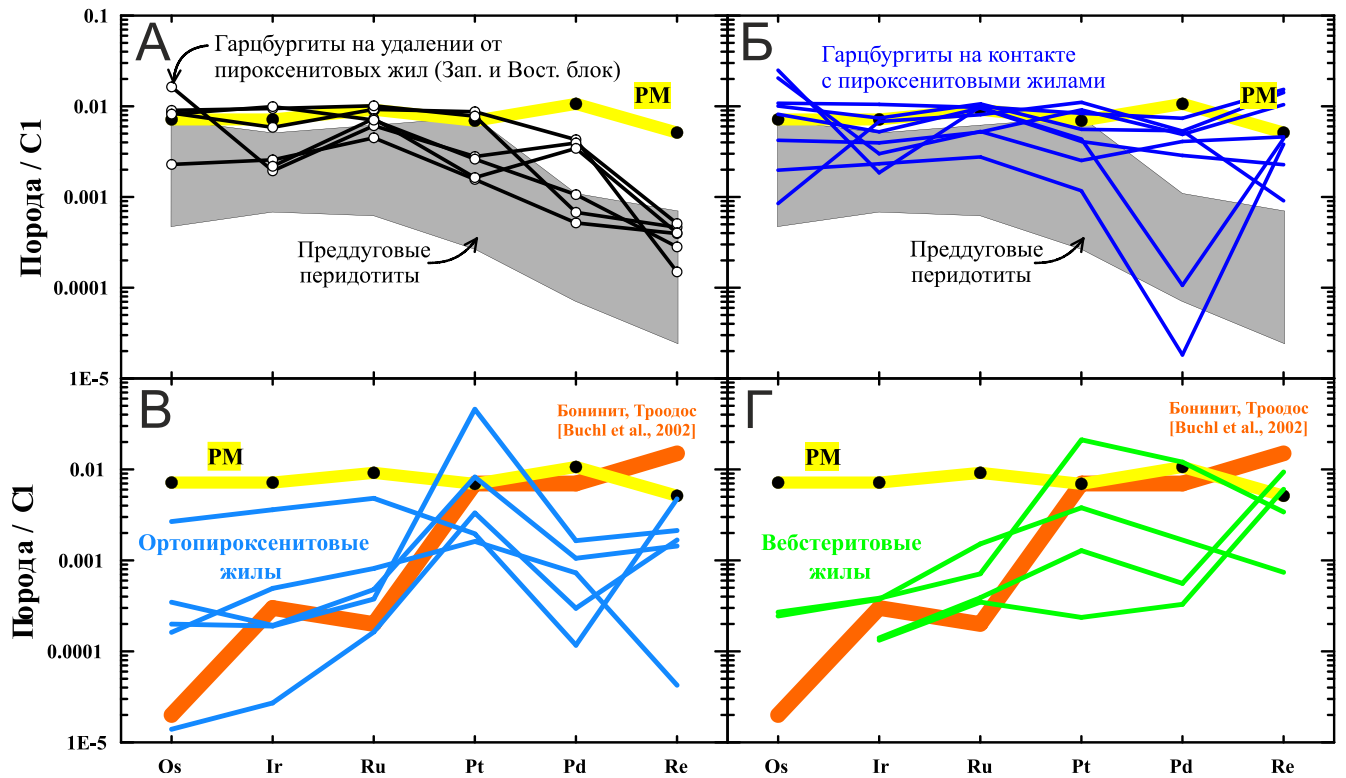 0.1
0.01
0.001
0.0001
1E-5
Порода / C1
А
Гарцбургиты на удалении от
пироксенитовых жил (Зап. и Вост. блок)
PM
Преддуговые
перидотиты
Б
Гарцбургиты на контакте
с пироксенитовыми жилами
PM
Преддуговые
перидотиты
0.01
0.001
0.0001
1E-5
Порода / Cl
В
Бонинит, Троодос
[Buchl et al., 2002]
PM
Ортопироксенитовые
жилы
Г
Бонинит, Троодос
[Buchl et al., 2002]
PM
Вебстеритовые
жилы
Os Ir Ru Pt Pd Re
Os Ir Ru Pt Pd Re